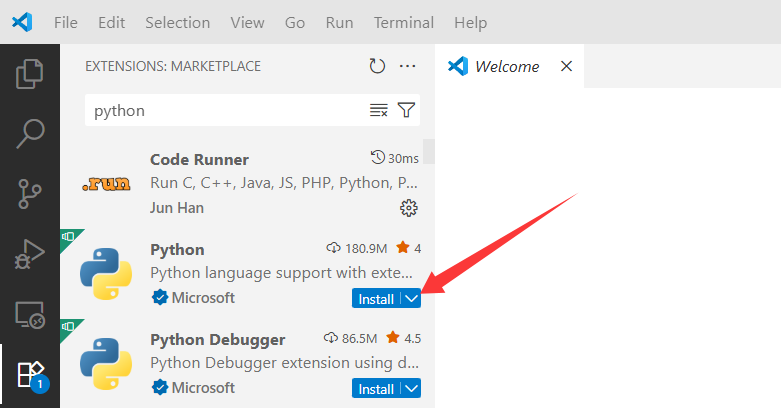 File Edit Selection View Go Run Terminal Help
EXTENSIONS: MARKETPLACE
Welcome
python
Code Runner 30ms
.run
Run C, C++, Java, JS, PHP, Python, P...
Jun Han
Python 180.9M 4
Python language support with exte...
Microsoft Install
Python Debugger 86.5M 4.5
Python Debugger extension using d...
Microsoft Install
1